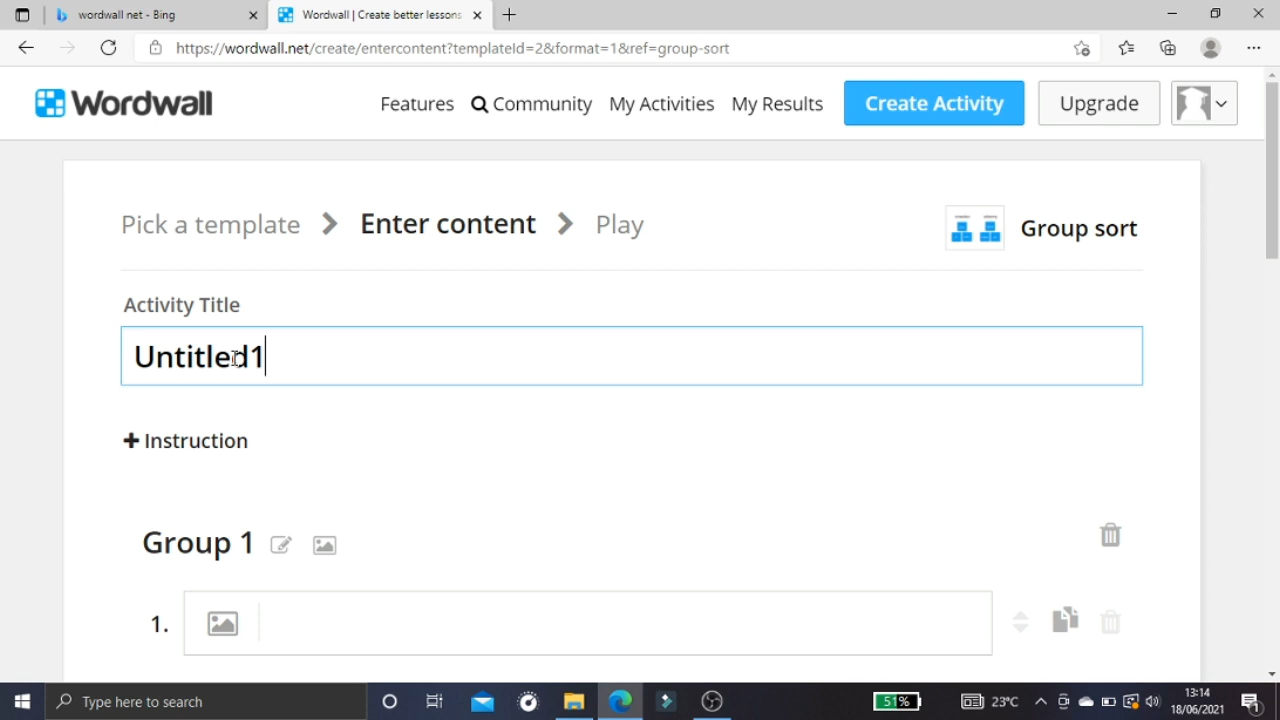 wordwall net - Bing
Wordwall | Create better lessons
https://wordwall.net/create/entercontent?templateId=2&format=1&ref=group-sort
Wordwall
Features
Community
My Activities
My Results
Create Activity
Upgrade
Pick a template
Enter content
Play
Group sort
Activity Title
Untitled1
Instruction
Group 1
1.
Type here to search
51%
23°C
13:14
18/06/2021
1